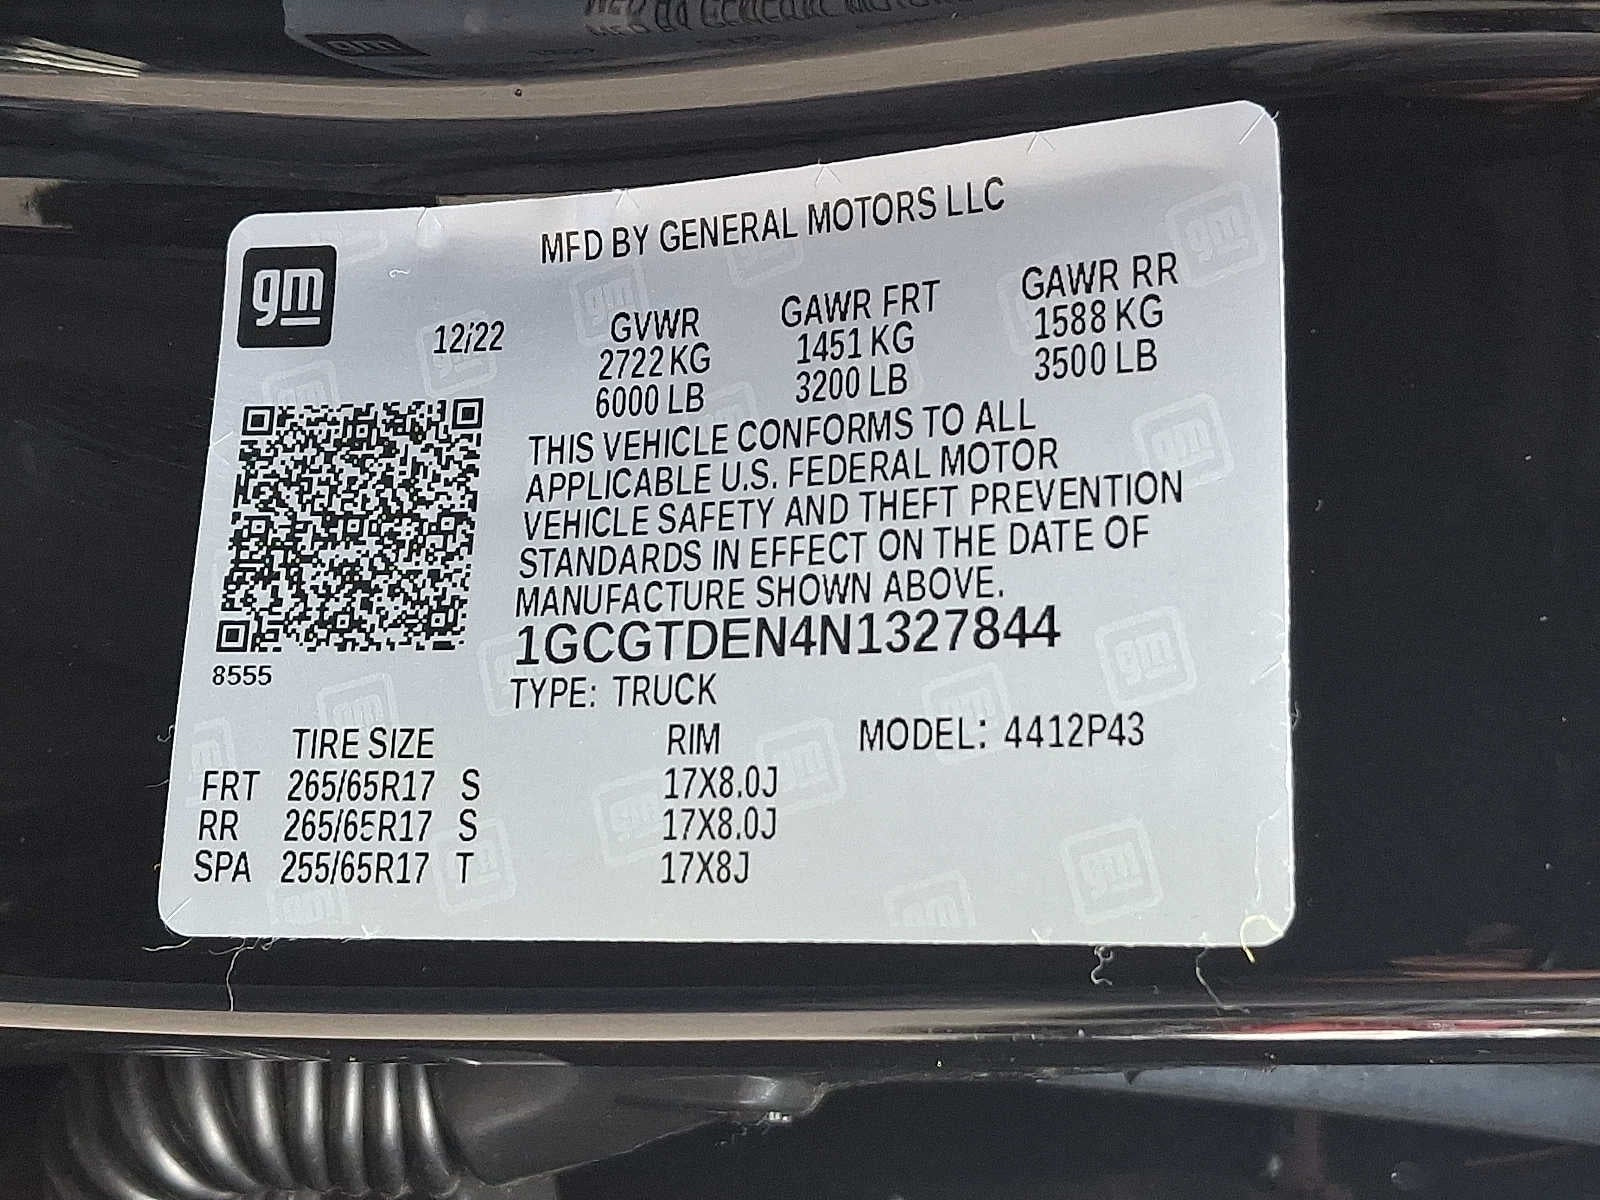 gm
MFD BY GENERAL MOTORS LLC
12/22
GVWR
2722 KG
6000 LB
GAWR FRT
1451 KG
3200 LB
GAWR RR
1588 KG
3500 LB
THIS VEHICLE CONFORMS TO ALL
APPLICABLE U.S. FEDERAL MOTOR
VEHICLE SAFETY AND THEFT PREVENTION
STANDARDS IN EFFECT ON THE DATE OF
MANUFACTURE SHOWN ABOVE.
1GCGTDEN4N1327844
8555
TYPE: TRUCK
TIRE SIZE RIM MODEL: 4412P43
FRT 265/65R17 S 17X8.0J
RR 265/65R17 S 17X8.0J
SPA 255/65R17 T 17X8J